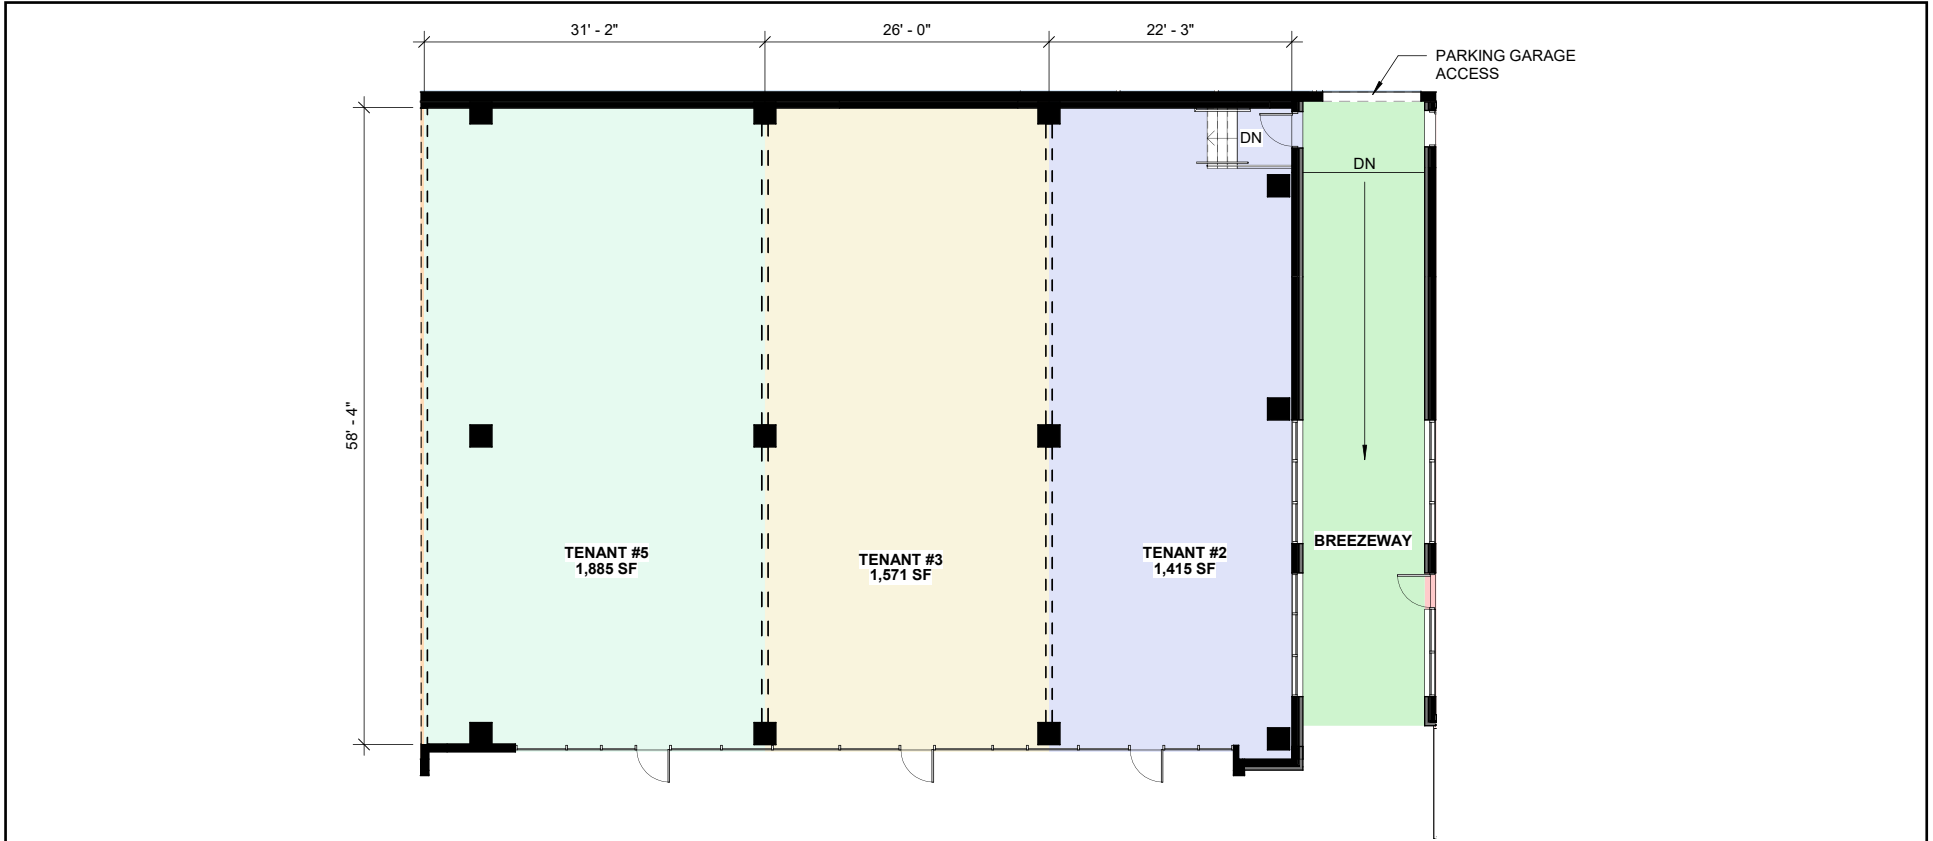 31' - 2"
26' - 0"
22' - 3"
PARKING GARAGE
ACCESS
DN
DN
58' - 4"
BREEZEWAY
TENANT #5
1,885 SF
TENANT #3
1,571 SF
TENANT #2
1,415 SF